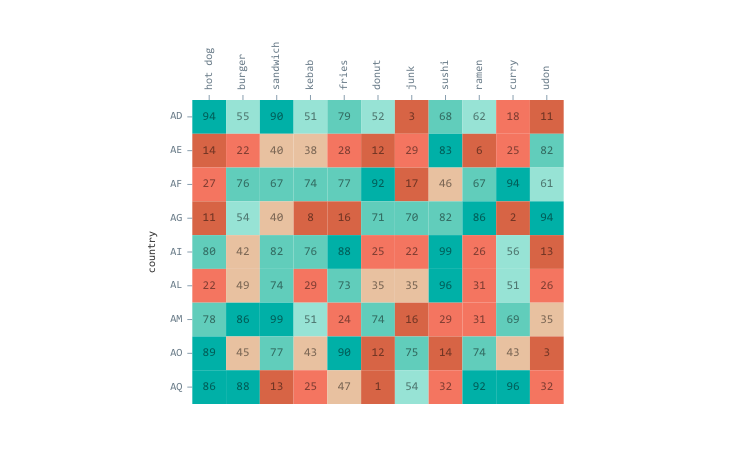 hot dog burger sandwich kebab fries donut junk sushi ramen curry udon
country
AD 94 55 90 51 79 52 3 68 62 18 11
AE 14 22 40 38 28 12 29 83 6 25 82
AF 27 76 67 74 77 92 17 46 67 94 61
AG 11 54 40 8 16 71 70 82 86 2 94
AI 80 42 82 76 88 25 22 99 26 56 13
AL 22 49 74 29 73 35 35 96 31 51 26
AM 78 86 99 51 24 74 16 29 31 69 35
AO 89 45 77 43 90 12 75 14 74 43 3
AQ 86 88 13 25 47 1 54 32 92 96 32